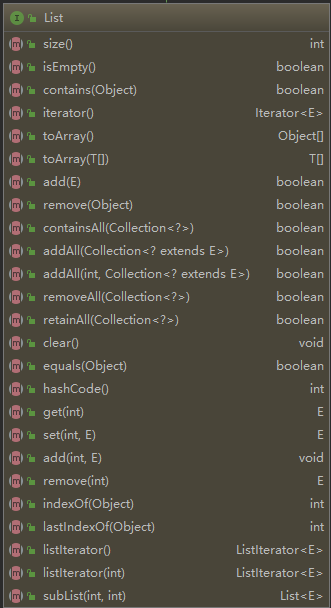 I List
m size() int
m isEmpty() boolean
m contains(Object) boolean
m iterator() Iterator<E>
m toArray() Object[]
m toArray(T[]) T[]
m add(E) boolean
m remove(Object) boolean
m containsAll(Collection<?>) boolean
m addAll(Collection<? extends E>) boolean
m addAll(int, Collection<? extends E>) boolean
m removeAll(Collection<?>) boolean
m retainAll(Collection<?>) boolean
m clear() void
m equals(Object) boolean
m hashCode() int
m get(int) E
m set(int, E) E
m add(int, E) void
m remove(int) E
m indexOf(Object) int
m lastIndexOf(Object) int
m listIterator() ListIterator<E>
m listIterator(int) ListIterator<E>
m subList(int, int) List<E>